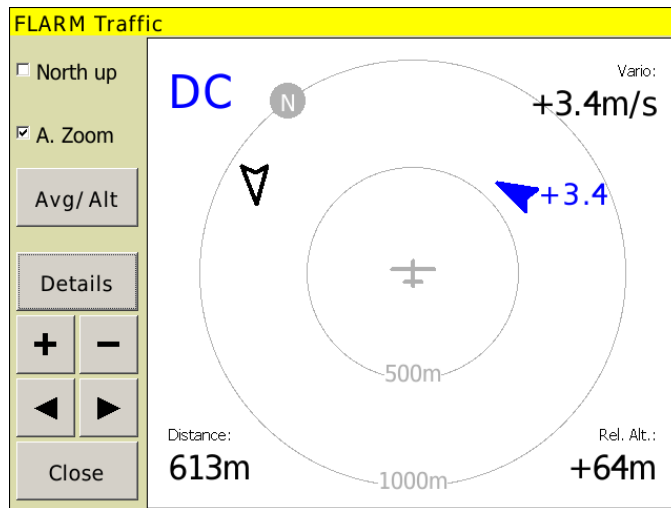 FLARM Traffic
North up
A. Zoom
Avg/Alt
Details
+ −
Close
DC
N
Vario:
+3.4m/s
+3.4
500m
Distance:
613m
1000m
Rel. Alt.:
+64m